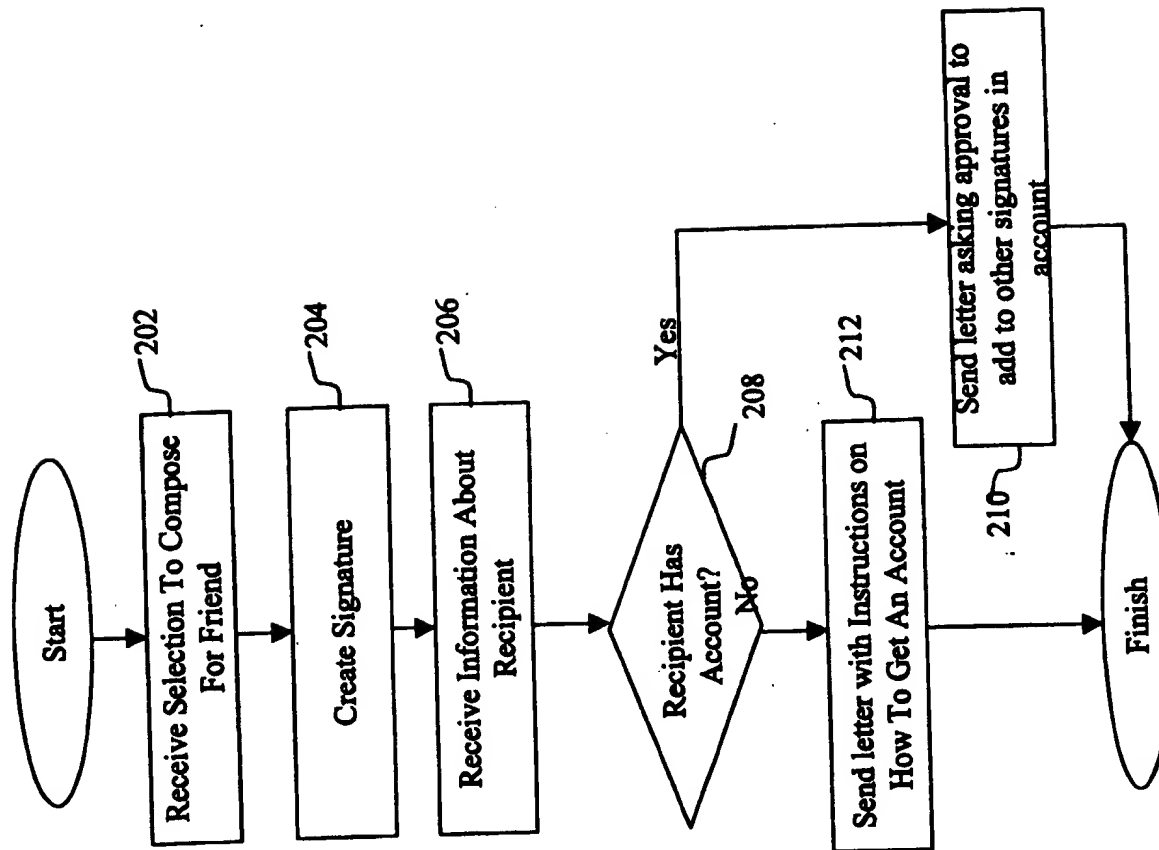 Start
202
Receive Selection To Compose
For Friend
204
Create Signature
206
Receive Information About
Recipient
208
Recipient Has
Account?
Yes
No
212
Send letter with Instructions on
How To Get An Account
210
Send letter asking approval to
add to other signatures in
account
Finish